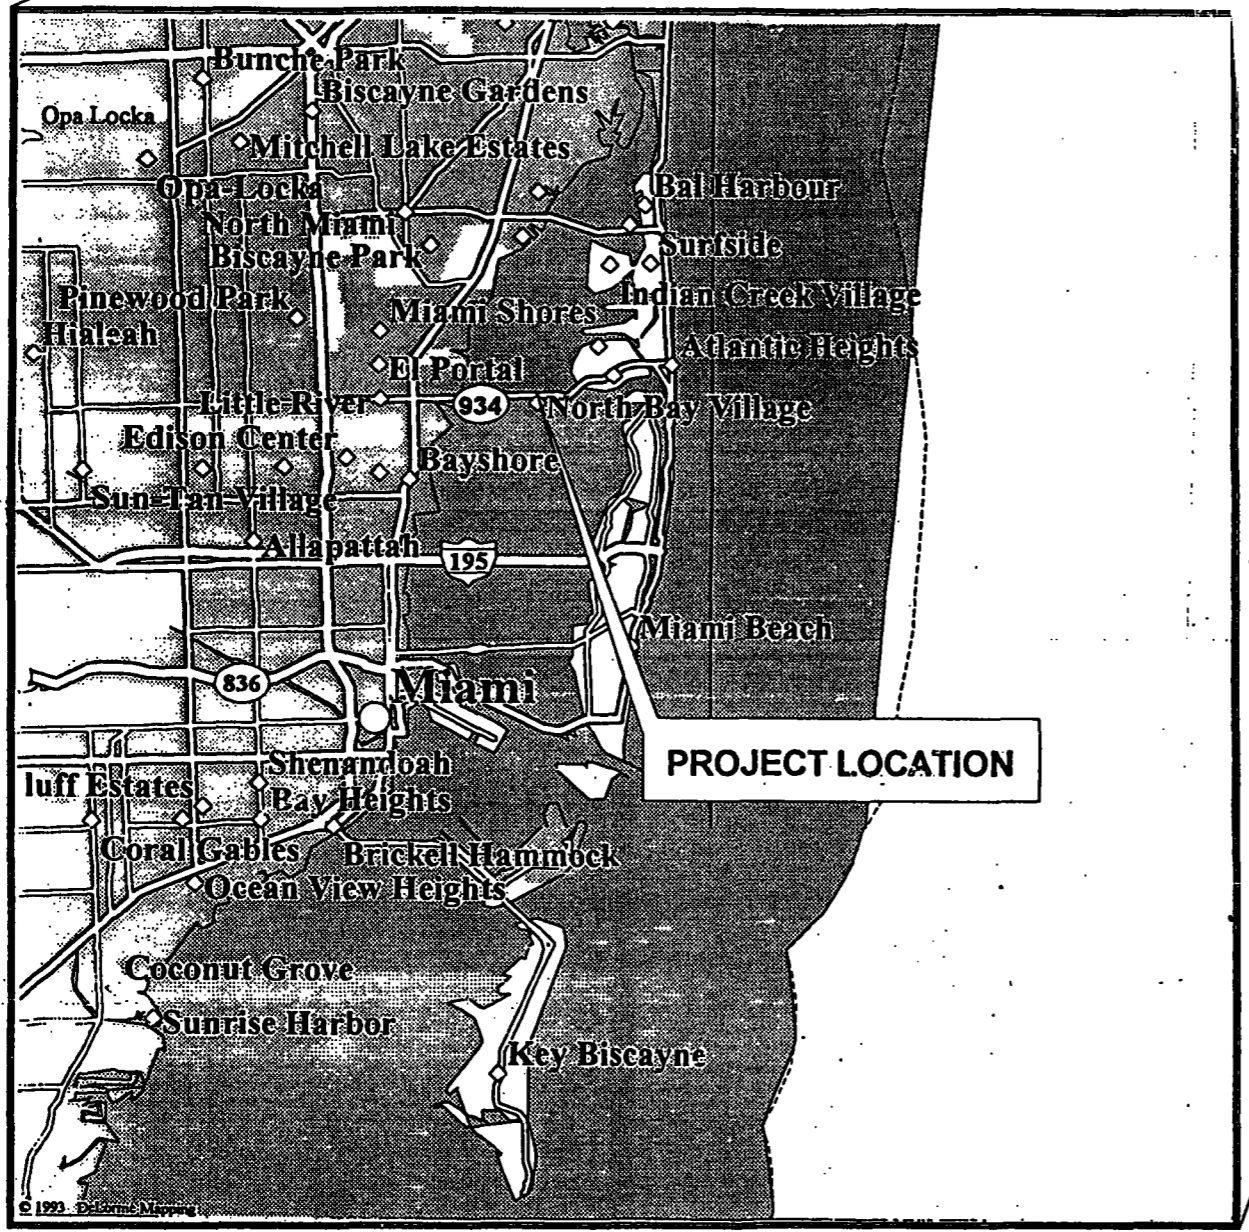 Bunche Park
Biscayne Gardens
Opa Locka
Mitchell Lake Estates
Opa-Locka
Bal Harbour
North Miami
Surfside
Biscayne Park
Indian Creek Village
Pinewood Park
Miami Shores
Hialeah
Atlantic Heights
El Portal
Little River
934
North Bay Village
Edison Center
Bayshore
Sun-Tan Village
Allapattah
195
Miami Beach
836
Miami
PROJECT LOCATION
Shenandoah
luff Estates
Bay Heights
Coral Gables
Brickell Hammock
Ocean View Heights
Coconut Grove
Sunrise Harbor
Key Biscayne
© 1993 DeLorme Mapping